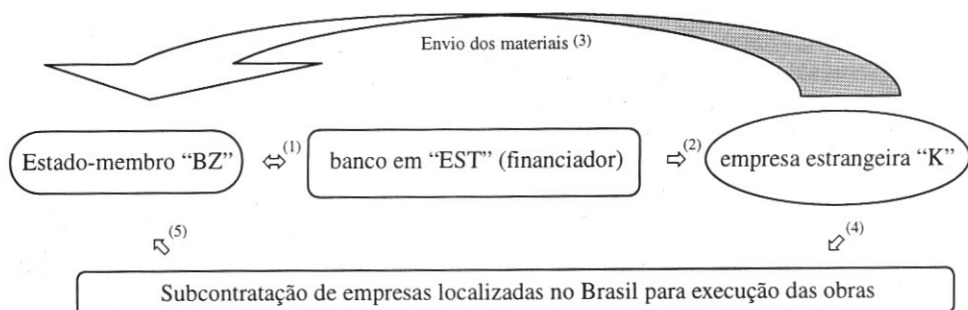 Envio dos materiais (3)
Estado-membro “BZ” (1) banco em “EST” (financiador) (2) empresa estrangeira “K”
(5) (4)
Subcontratação de empresas localizadas no Brasil para execução das obras